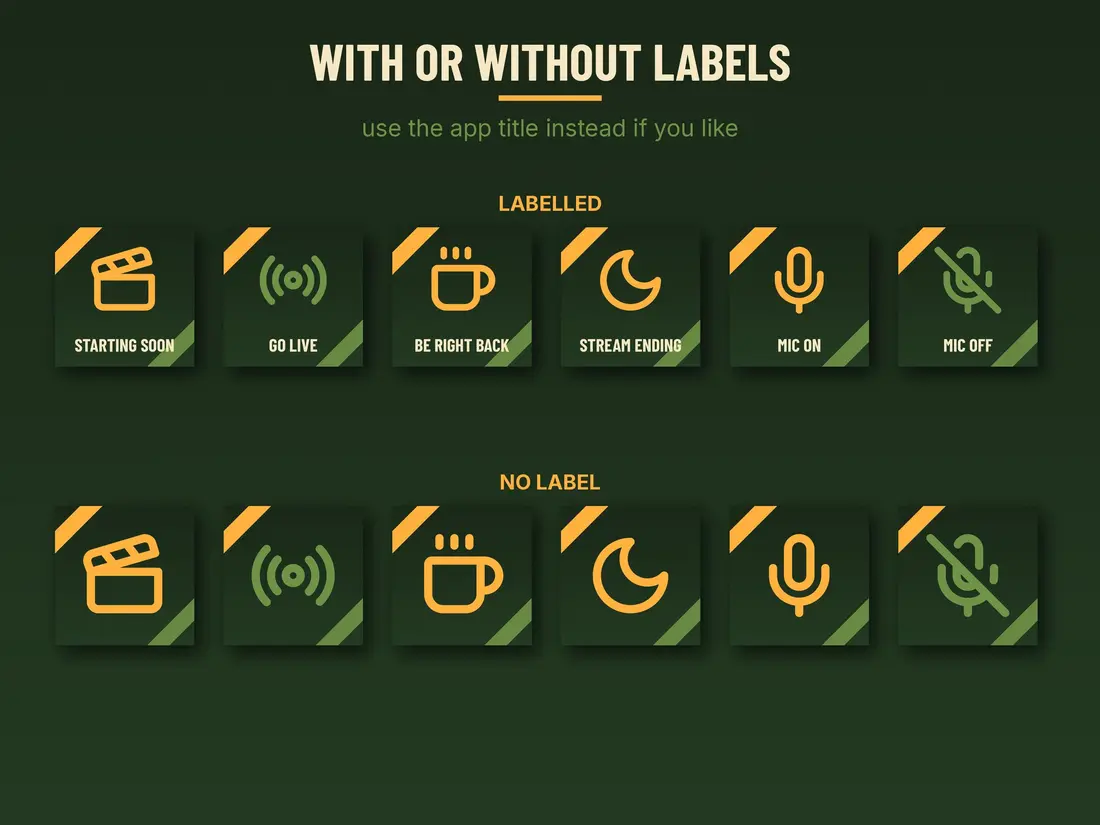 WITH OR WITHOUT LABELS
use the app title instead if you like
LABELLED
STARTING SOON
GO LIVE
BE RIGHT BACK
STREAM ENDING
MIC ON
MIC OFF
NO LABEL